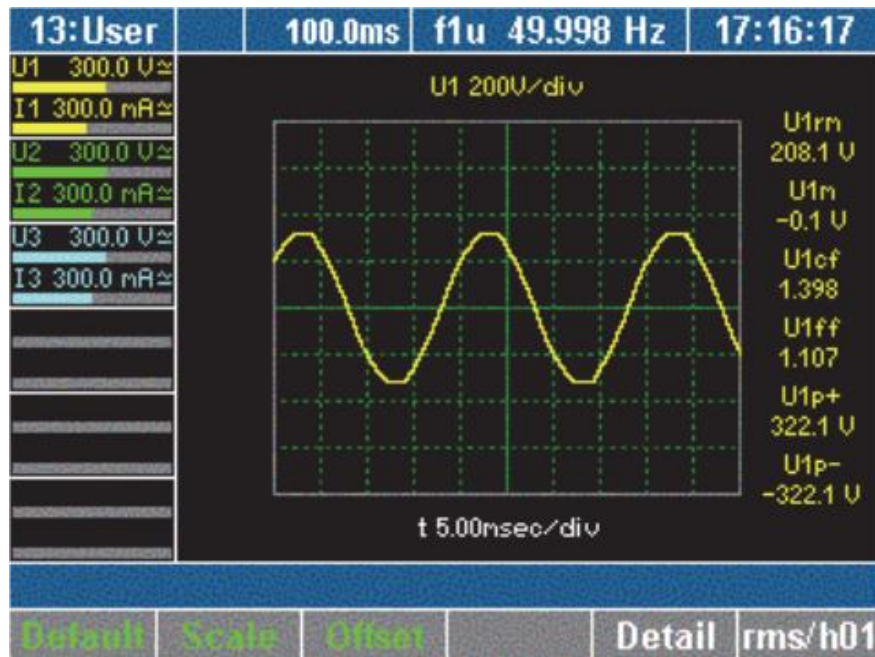 13:User 100.0ms f1u 49.998 Hz 17:16:17
U1 300.0 V≃
I1 300.0 mA≃
U2 300.0 V≃
I2 300.0 mA≃
U3 300.0 V≃
I3 300.0 mA≃
U1 200V/div
t 5.00msec/div
U1rm
208.1 V
U1m
-0.1 V
U1cf
1.398
U1ff
1.107
U1p+
322.1 V
U1p-
-322.1 V
Default Scale Offset Detail rms/h01